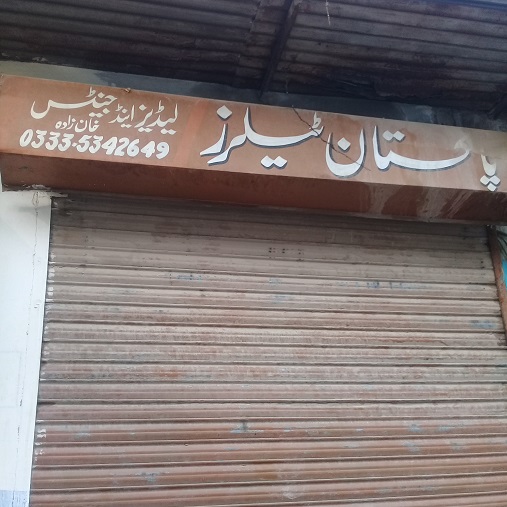 پاکستان ٹیلرز
لیڈیز اینڈ جینٹس
خان زادہ
0333-5342649